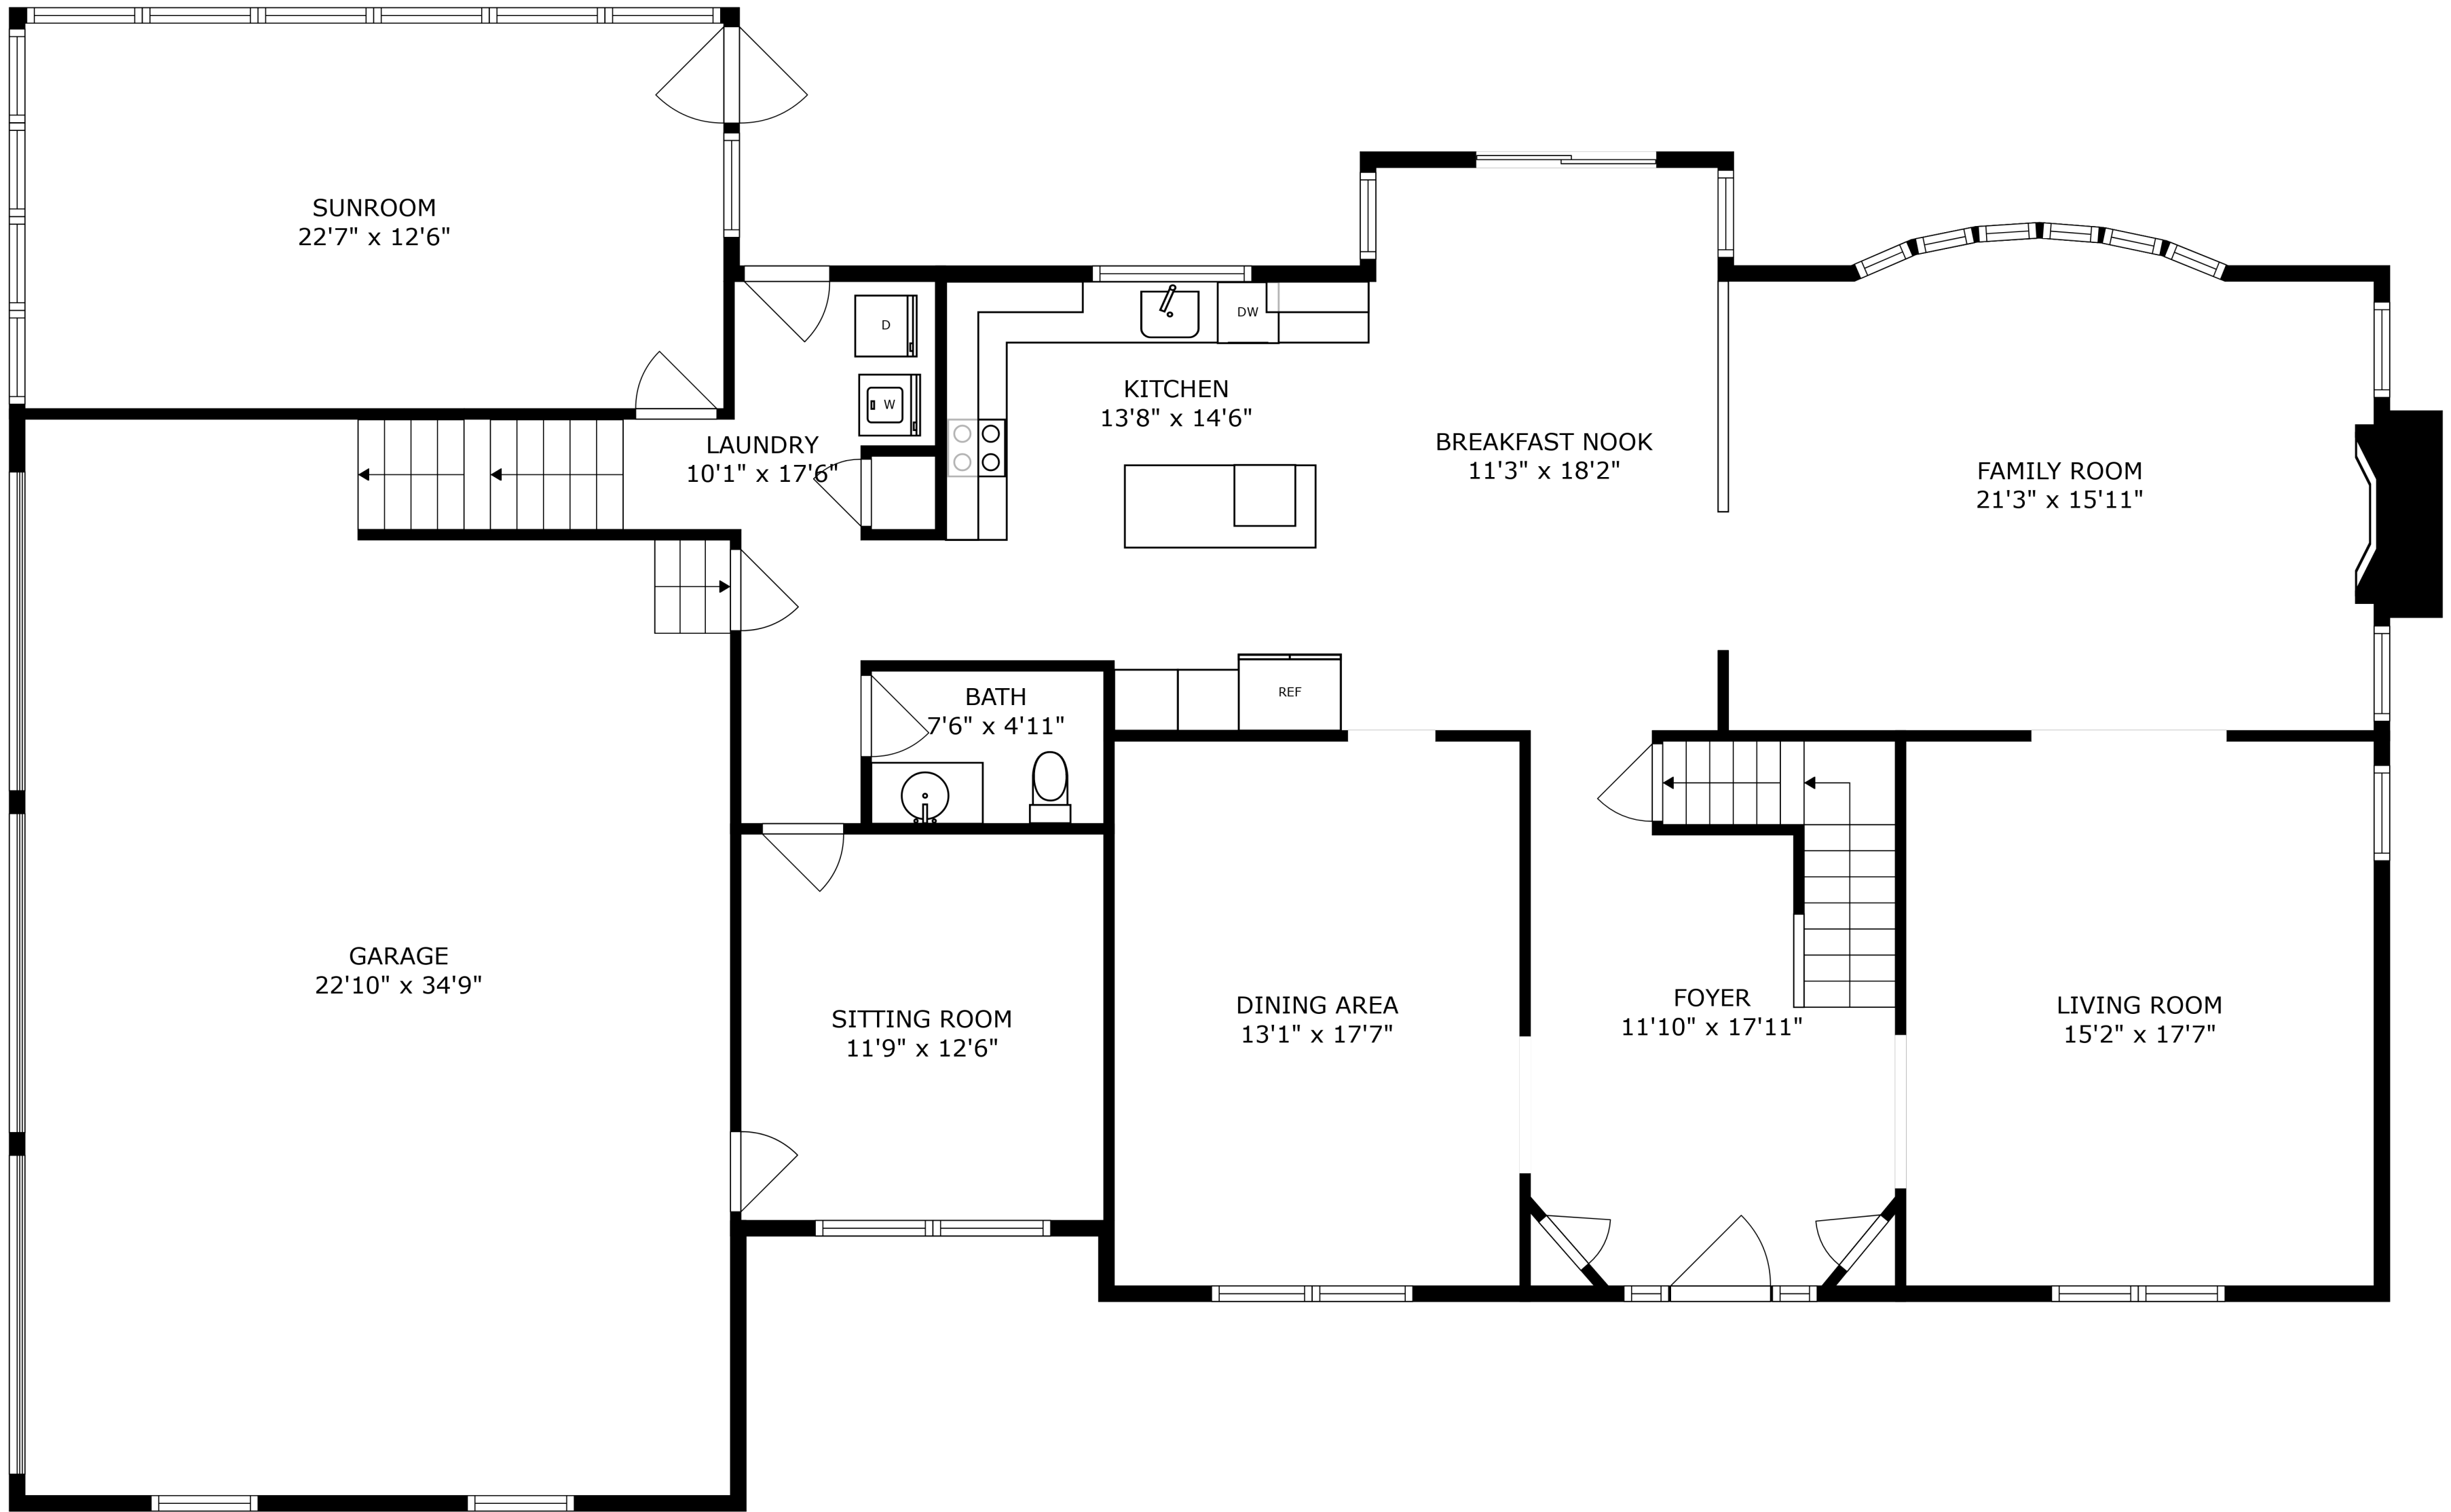 SUNROOM
22'7" x 12'6"
D
DW
W
KITCHEN
13'8" x 14'6"
LAUNDRY
10'1" x 17'6"
BREAKFAST NOOK
11'3" x 18'2"
FAMILY ROOM
21'3" x 15'11"
BATH
7'6" x 4'11"
REF
GARAGE
22'10" x 34'9"
SITTING ROOM
11'9" x 12'6"
DINING AREA
13'1" x 17'7"
FOYER
11'10" x 17'11"
LIVING ROOM
15'2" x 17'7"